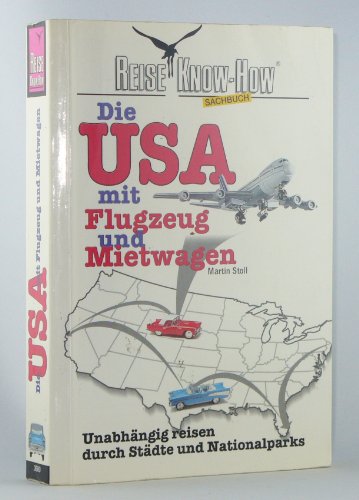 REISE KNOW-HOW®
SACHBUCH
Die
USA
mit
Flugzeug
und
Mietwagen
Martin Stoll
Unabhängig reisen
durch Städte und Nationalparks
REISE
Die USA mit Flugzeug und Mietwagen